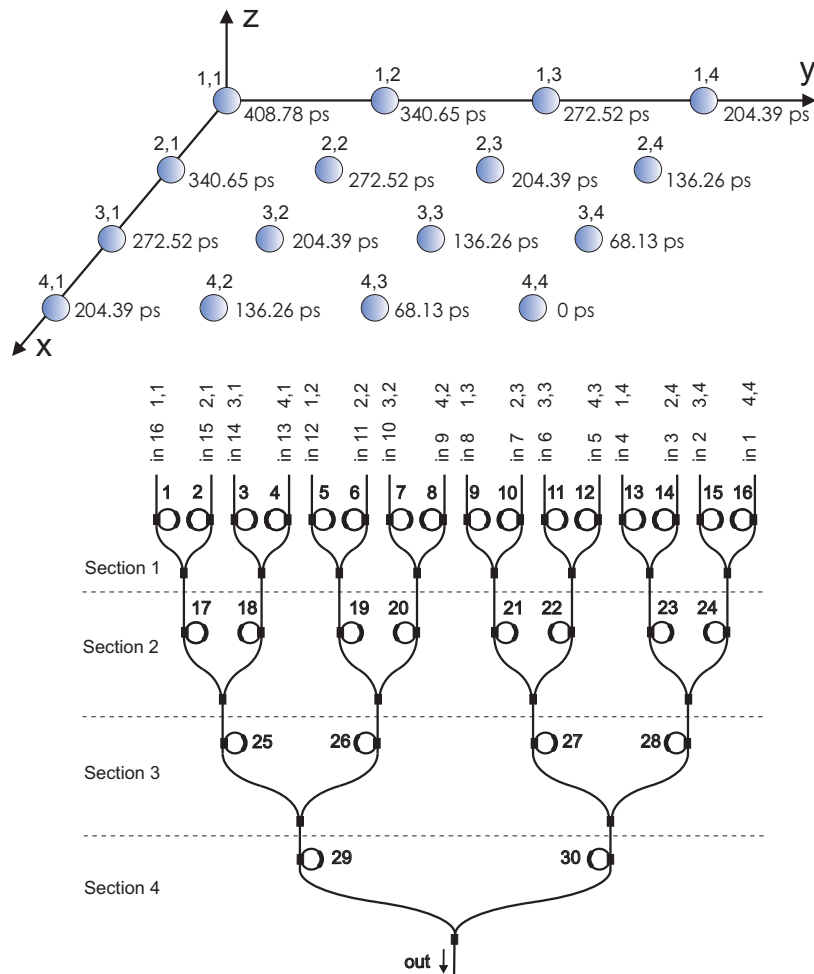 z
y
1,1
1,2
1,3
1,4
408.78 ps
340.65 ps
272.52 ps
204.39 ps
2,1
2,2
2,3
2,4
340.65 ps
272.52 ps
204.39 ps
136.26 ps
3,1
3,2
3,3
3,4
272.52 ps
204.39 ps
136.26 ps
68.13 ps
4,1
4,2
4,3
4,4
204.39 ps
136.26 ps
68.13 ps
0 ps
x
in 16 1,1
in 15 2,1
in 14 3,1
in 13 4,1
in 12 1,2
in 11 2,2
in 10 3,2
in 9 4,2
in 8 1,3
in 7 2,3
in 6 3,3
in 5 4,3
in 4 1,4
in 3 2,4
in 2 3,4
in 1 4,4
1 2 3 4 5 6 7 8 9 10 11 12 13 14 15 16
Section 1
17 18 19 20 21 22 23 24
Section 2
25 26 27 28
Section 3
29 30
Section 4
out